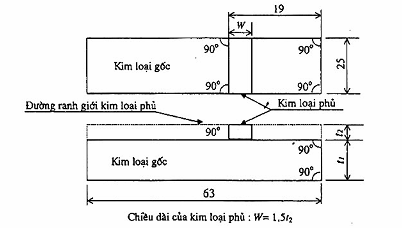 19
W
90° 90°
Kim loại gốc
25
90° 90°
Đường ranh giới kim loại phủ
Kim loại phủ
90°
t₂
90°
Kim loại gốc
t₁
90°
63
Chiều dài của kim loại phủ : W= 1,5t₂